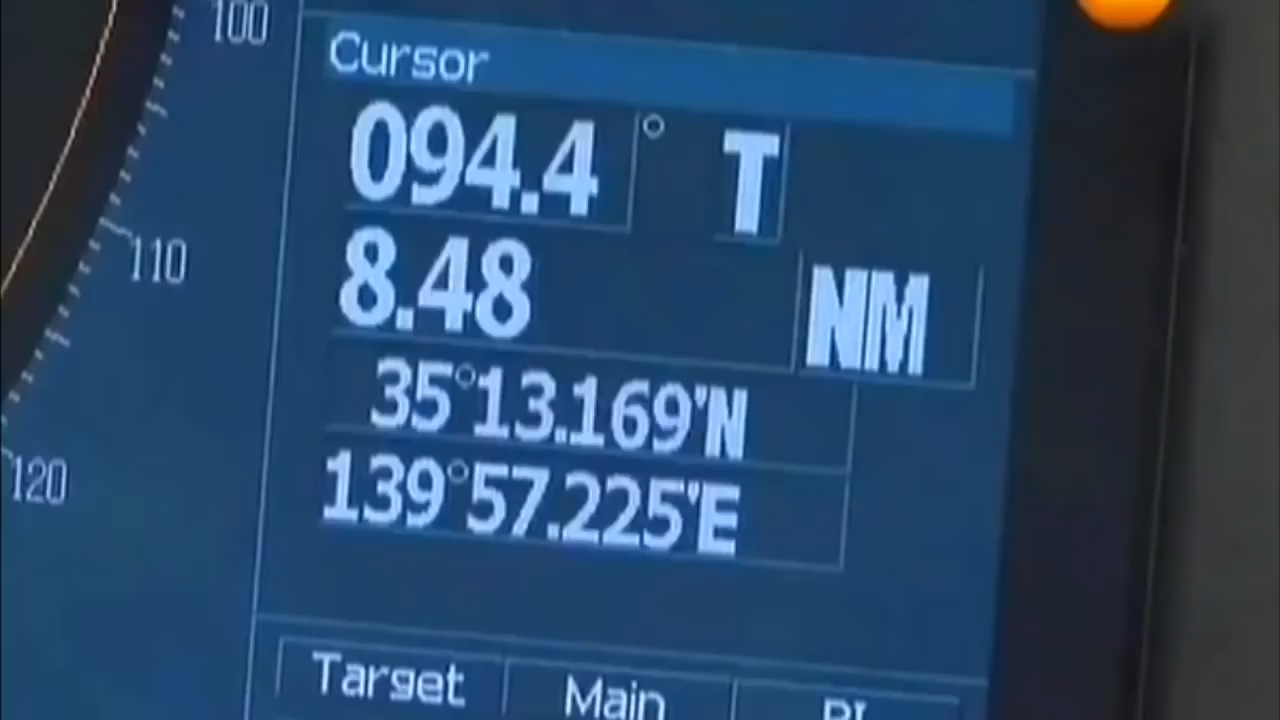 100
Cursor
094.4° T
110
8.48 NM
35°13.169'N
120
139°57.225'E
Target Main